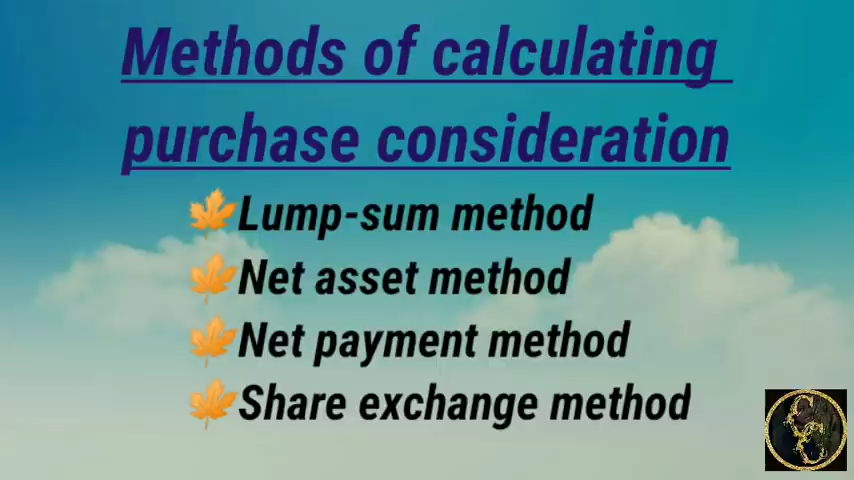 Methods of calculating
purchase consideration
Lump-sum method
Net asset method
Net payment method
Share exchange method